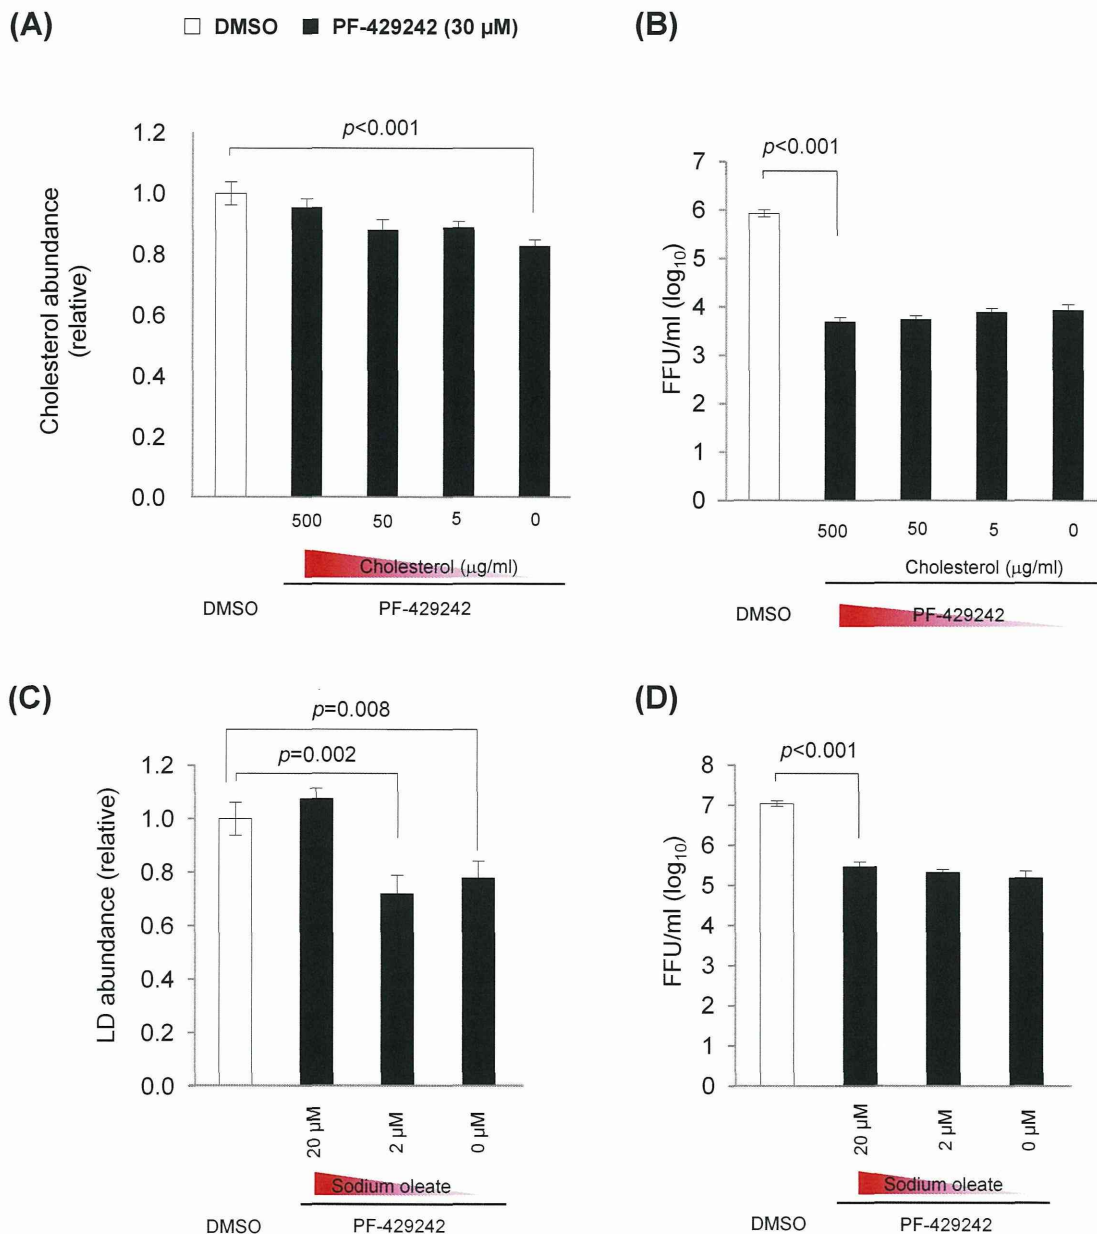 (A)
DMSO PF-429242 (30 µM)
p<0.001
Cholesterol abundance
(relative)
1.2
1.0
0.8
0.6
0.4
0.2
0.0
500 50 5 0
Cholesterol (µg/ml)
DMSO PF-429242
(B)
p<0.001
FFU/ml (log10)
7
6
5
4
3
2
1
0
500 50 5 0
Cholesterol (µg/ml)
DMSO PF-429242
(C)
p=0.008
p=0.002
LD abundance (relative)
1.2
1.0
0.8
0.6
0.4
0.2
0.0
20 µM 2 µM 0 µM
Sodium oleate
DMSO PF-429242
(D)
p<0.001
FFU/ml (log10)
8
7
6
5
4
3
2
1
0
20 µM 2 µM 0 µM
Sodium oleate
DMSO PF-429242